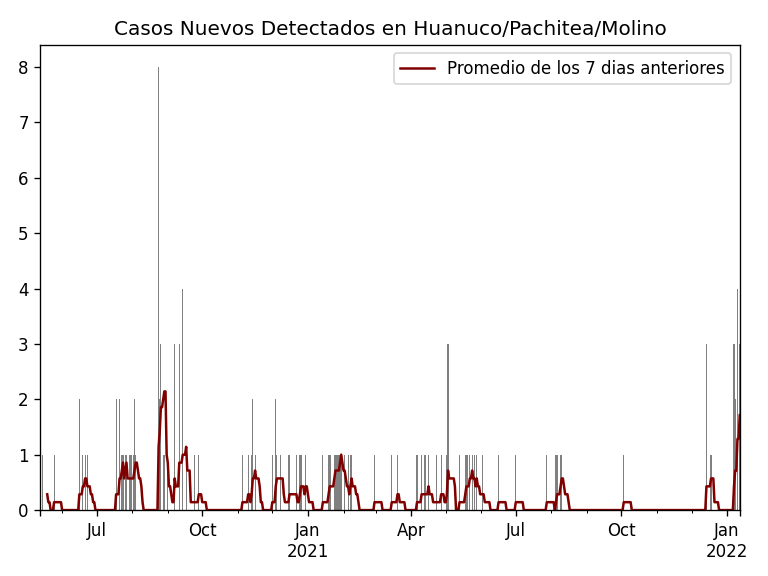 Casos Nuevos Detectados en Huanuco/Pachitea/Molino
Promedio de los 7 dias anteriores
8
7
6
5
4
3
2
1
0
Jul
Oct
Jan
2021
Apr
Jul
Oct
Jan
2022